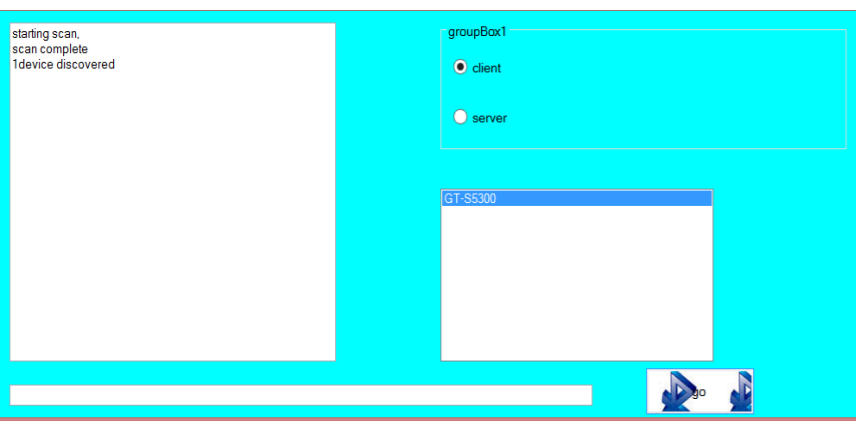 starting scan,
scan complete
1device discovered
groupBox1
client
server
GT-S5300
go